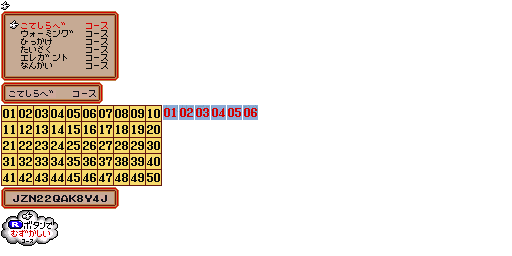 こてしらべ コース
ウォーミング コース
ひっかけ コース
たいさく コース
エレガント コース
なんかい コース
こてしらべ コース
01 02 03 04 05 06 07 08 09 10 01 02 03 04 05 06
11 12 13 14 15 16 17 18 19 20
21 22 23 24 25 26 27 28 29 30
31 32 33 34 35 36 37 38 39 40
41 42 43 44 45 46 47 48 49 50
JZN22QAK8Y4J
Rボタンで
むずかしい
コース